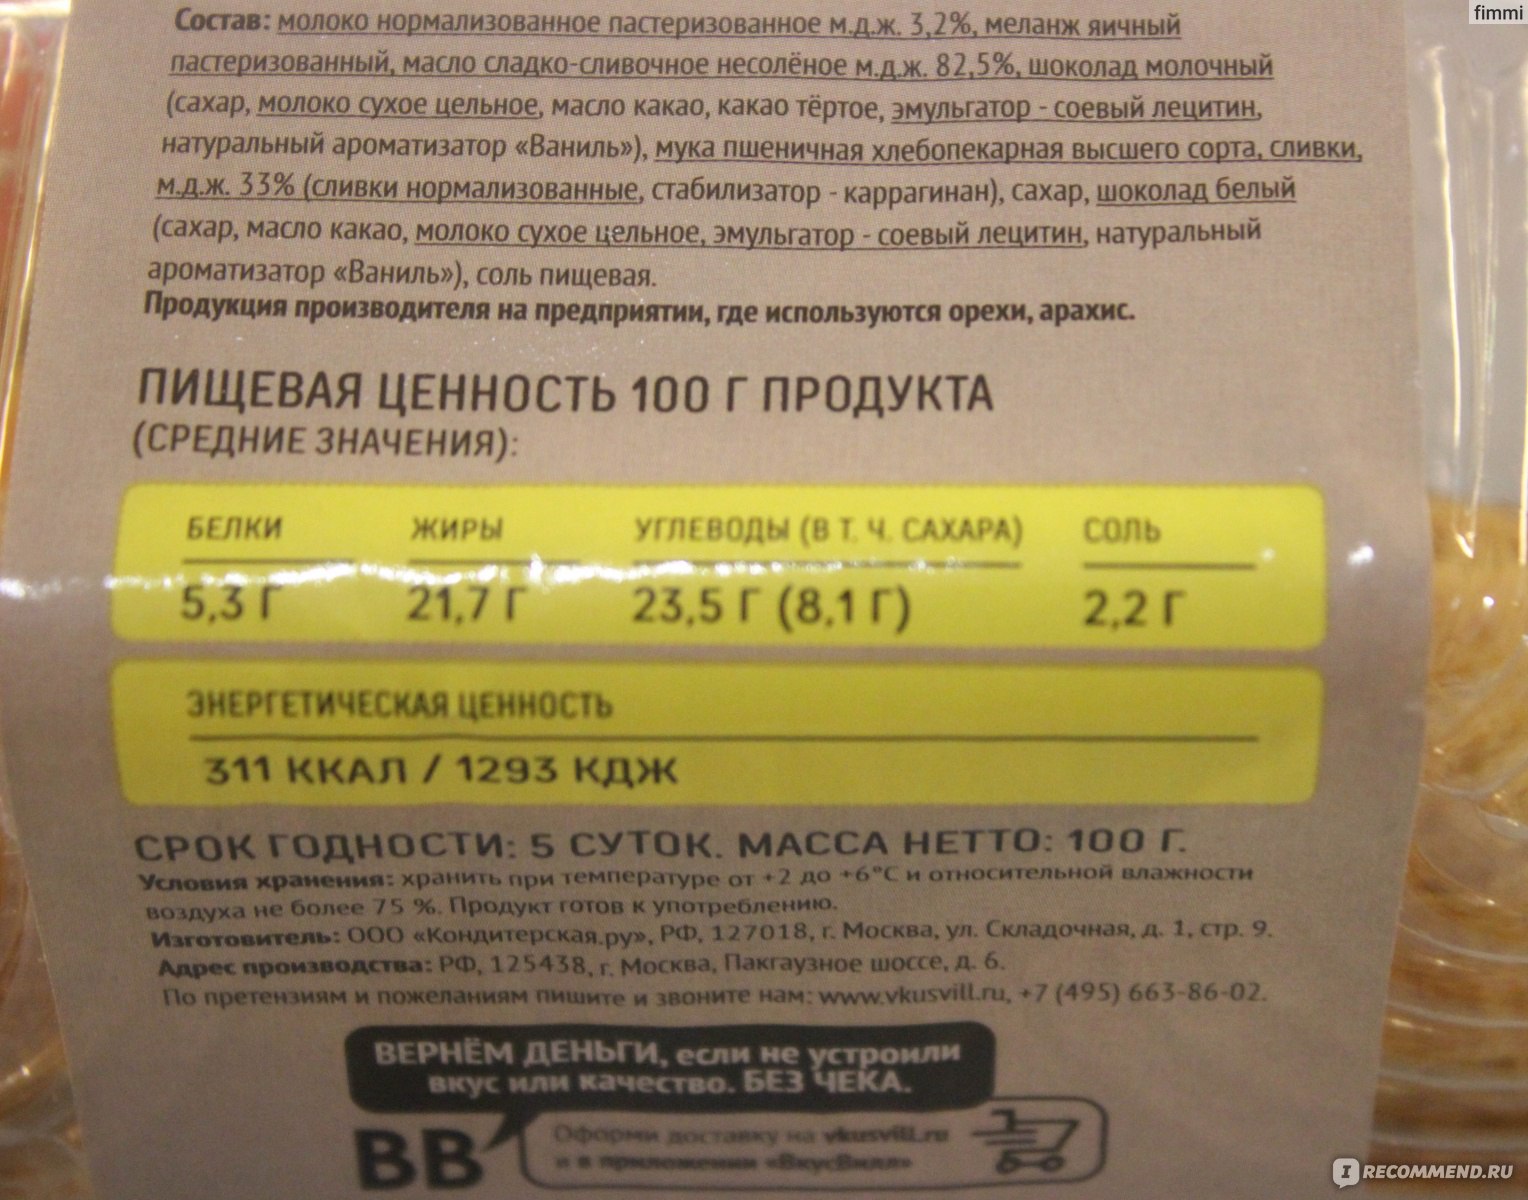 fimmi
Состав: молоко нормализованное пастеризованное м.д.ж. 3,2%, меланж яичный
пастеризованный, масло сладко-сливочное несолёное м.д.ж. 82,5%, шоколад молочный
(сахар, молоко сухое цельное, масло какао, какао тёртое, эмульгатор - соевый лецитин,
натуральный ароматизатор «Ваниль»), мука пшеничная хлебопекарная высшего сорта, сливки,
м.д.ж. 33% (сливки нормализованные, стабилизатор - каррагинан), сахар, шоколад белый
(сахар, масло какао, молоко сухое цельное, эмульгатор - соевый лецитин, натуральный
ароматизатор «Ваниль»), соль пищевая.
Продукция производителя на предприятии, где используются орехи, арахис.
ПИЩЕВАЯ ЦЕННОСТЬ 100 Г ПРОДУКТА
(СРЕДНИЕ ЗНАЧЕНИЯ):
БЕЛКИ ЖИРЫ УГЛЕВОДЫ (В Т. Ч. САХАРА) СОЛЬ
5,3 Г 21,7 Г 23,5 Г (8,1 Г) 2,2 Г
ЭНЕРГЕТИЧЕСКАЯ ЦЕННОСТЬ
311 ККАЛ / 1293 КДЖ
СРОК ГОДНОСТИ: 5 СУТОК. МАССА НЕТТО: 100 Г.
Условия хранения: хранить при температуре от +2 до +6°С и относительной влажности
воздуха не более 75 %. Продукт готов к употреблению.
Изготовитель: ООО «Кондитерская.ру», РФ, 127018, г. Москва, ул. Складочная, д. 1, стр. 9.
Адрес производства: РФ, 125438, г. Москва, Пакгаузное шоссе, д. 6.
По претензиям и пожеланиям пишите и звоните нам: www.vkusvill.ru, +7 (495) 663-86-02.
ВЕРНЁМ ДЕНЬГИ, если не устроили
вкус или качество. БЕЗ ЧЕКА.
ВВ
Оформи доставку на vkusvill.ru
и в приложении «ВкусВилл»
IRECOMMEND.RU